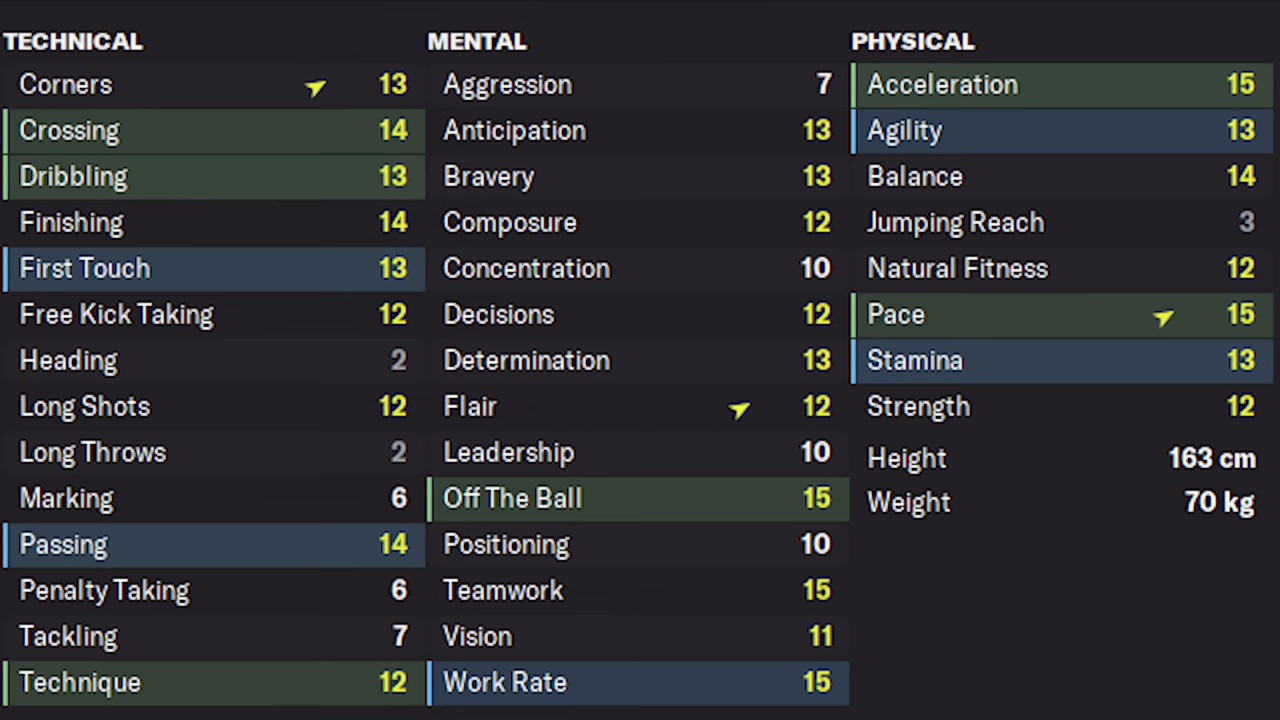 TECHNICAL
Corners 13
Crossing 14
Dribbling 13
Finishing 14
First Touch 13
Free Kick Taking 12
Heading 2
Long Shots 12
Long Throws 2
Marking 6
Passing 14
Penalty Taking 6
Tackling 7
Technique 12
MENTAL
Aggression 7
Anticipation 13
Bravery 13
Composure 12
Concentration 10
Decisions 12
Determination 13
Flair 12
Leadership 10
Off The Ball 15
Positioning 10
Teamwork 15
Vision 11
Work Rate 15
PHYSICAL
Acceleration 15
Agility 13
Balance 14
Jumping Reach 3
Natural Fitness 12
Pace 15
Stamina 13
Strength 12
Height 163 cm
Weight 70 kg